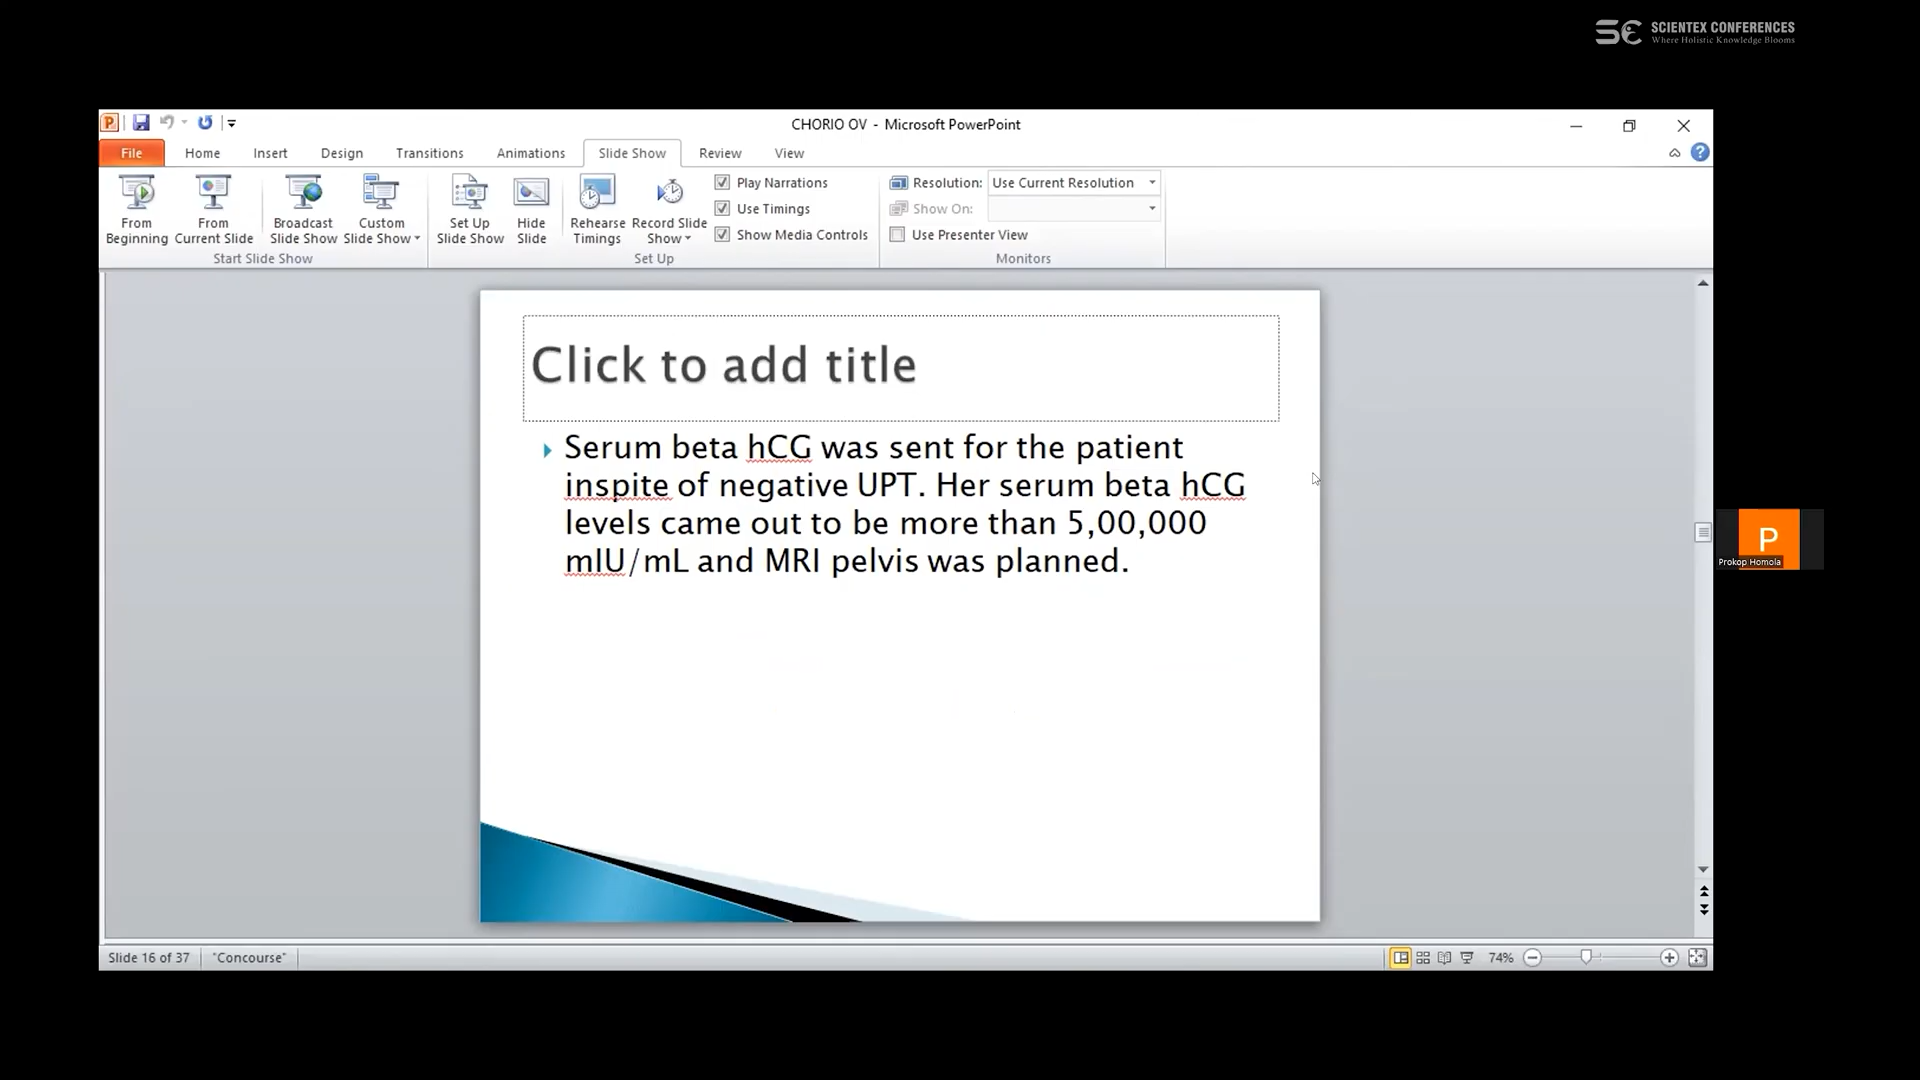 SCIENTEX CONFERENCES
Where Holistic Knowledge Blooms
CHORIO OV - Microsoft PowerPoint
File Home Insert Design Transitions Animations Slide Show Review View
From Beginning
From Current Slide
Broadcast Slide Show
Custom Slide Show
Start Slide Show
Set Up Slide Show
Hide Slide
Rehearse Timings
Record Slide Show
Play Narrations
Use Timings
Show Media Controls
Set Up
Resolution: Use Current Resolution
Show On:
Use Presenter View
Monitors
Click to add title
Serum beta hCG was sent for the patient
inspite of negative UPT. Her serum beta hCG
levels came out to be more than 5,00,000
mIU/mL and MRI pelvis was planned.
P
Prokop Homola
Slide 16 of 37 "Concourse" 74%